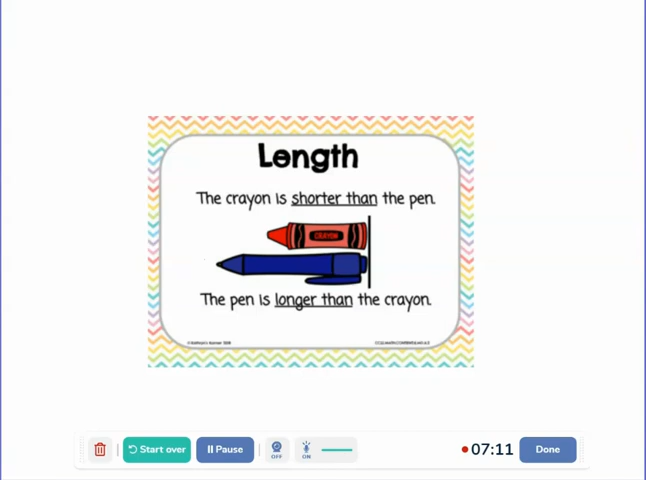 Length
The crayon is shorter than the pen.
CRAYON
The pen is longer than the crayon.
Start over
Pause
OFF
ON
07:11
Done